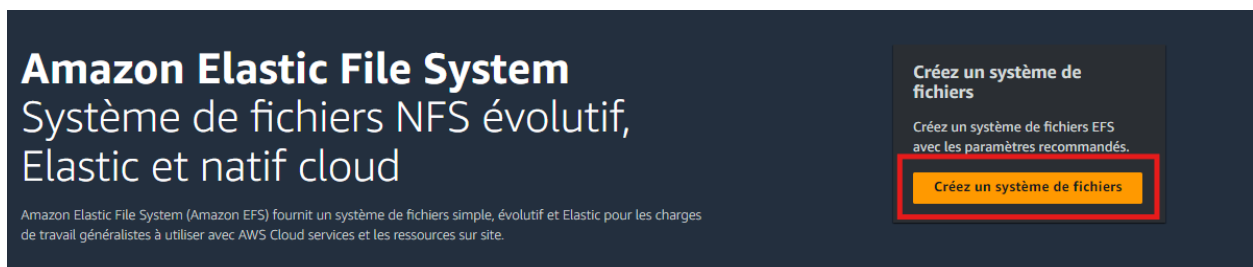 Amazon Elastic File System
Système de fichiers NFS évolutif,
Elastic et natif cloud
Amazon Elastic File System (Amazon EFS) fournit un système de fichiers simple, évolutif et Elastic pour les charges
de travail généralistes à utiliser avec AWS Cloud services et les ressources sur site.
Créez un système de
fichiers
Créez un système de fichiers EFS
avec les paramètres recommandés.
Créez un système de fichiers